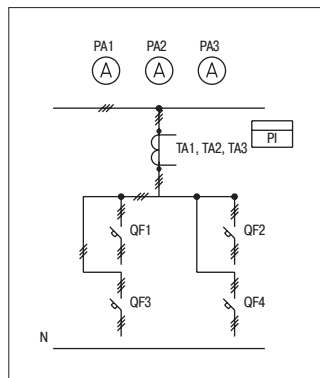 PA1 PA2 PA3
A A A
TA1, TA2, TA3
PI
QF1 QF2
QF3 QF4
N